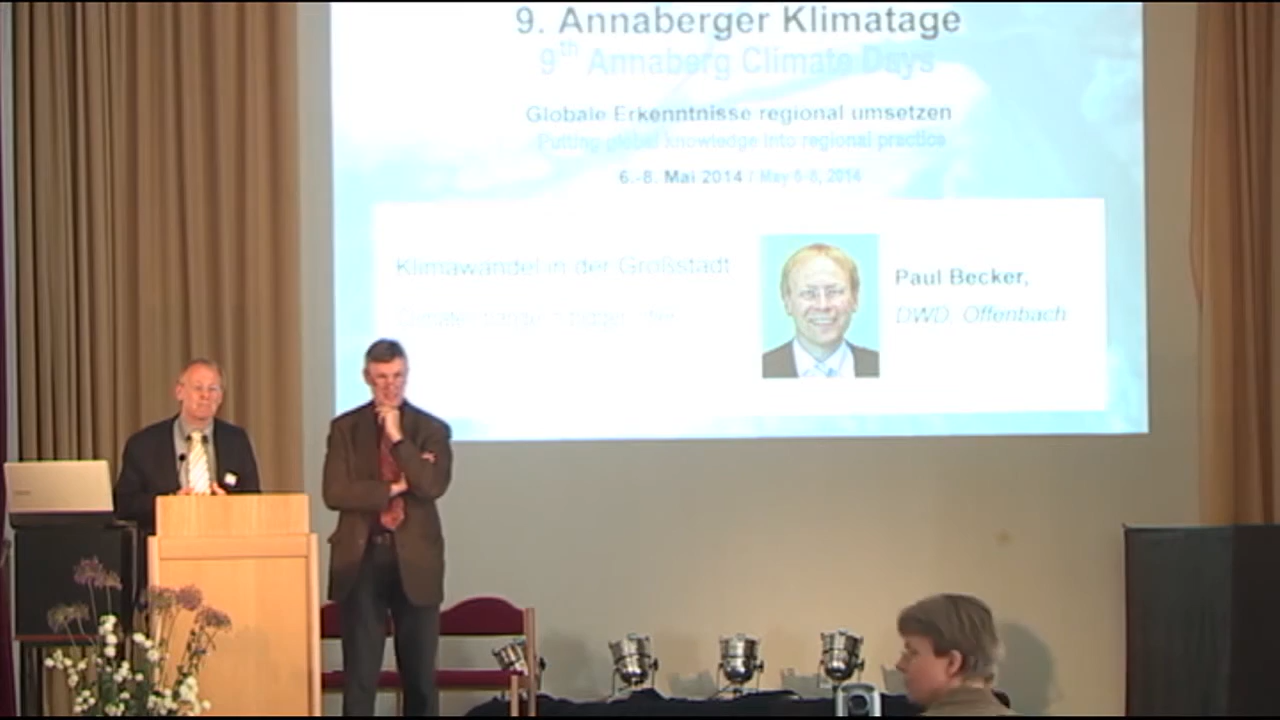 9. Annaberger Klimatage
9th Annaberg Climate Days
Globale Erkenntnisse regional umsetzen
Putting global knowledge into regional practice
6.-8. Mai 2014 / May 6-8, 2014
Klimawandel in der Großstadt
Paul Becker,
DWD, Offenbach